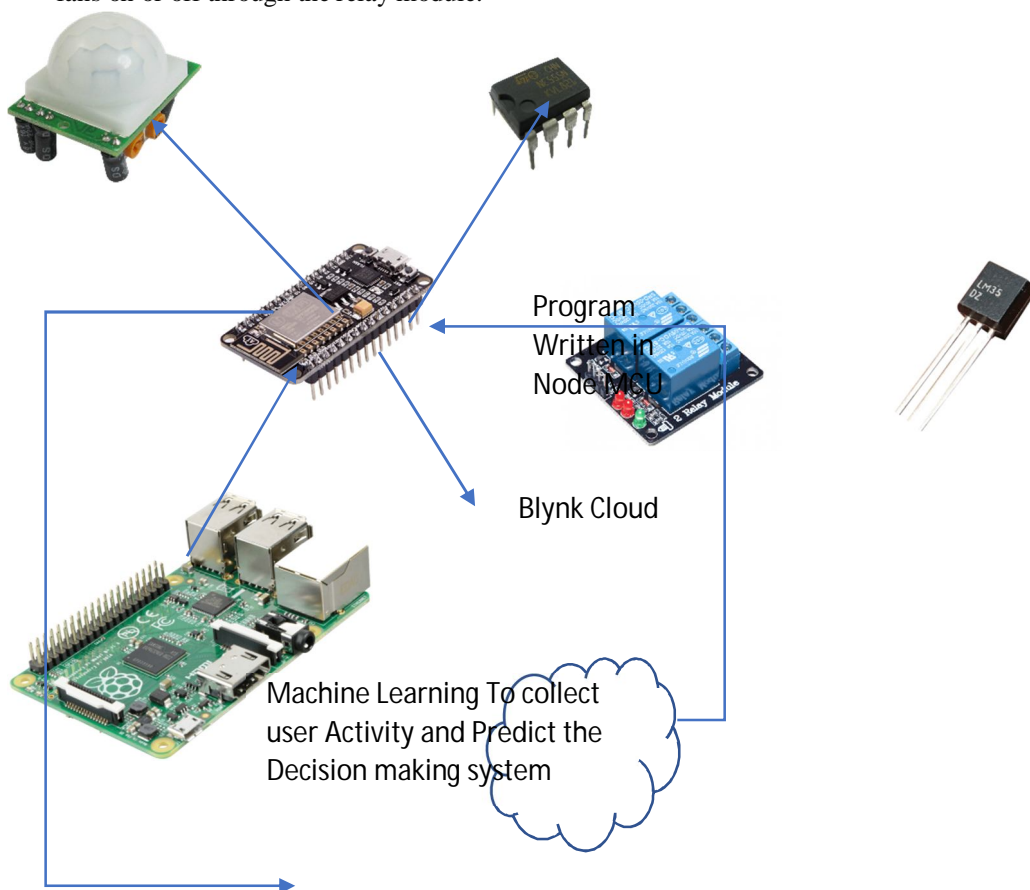 fans on or off through the relay module.
LM35
DZ
Program
Written in
Node MCU
2 Relay Module
Blynk Cloud
Machine Learning To collect
user Activity and Predict the
Decision making system